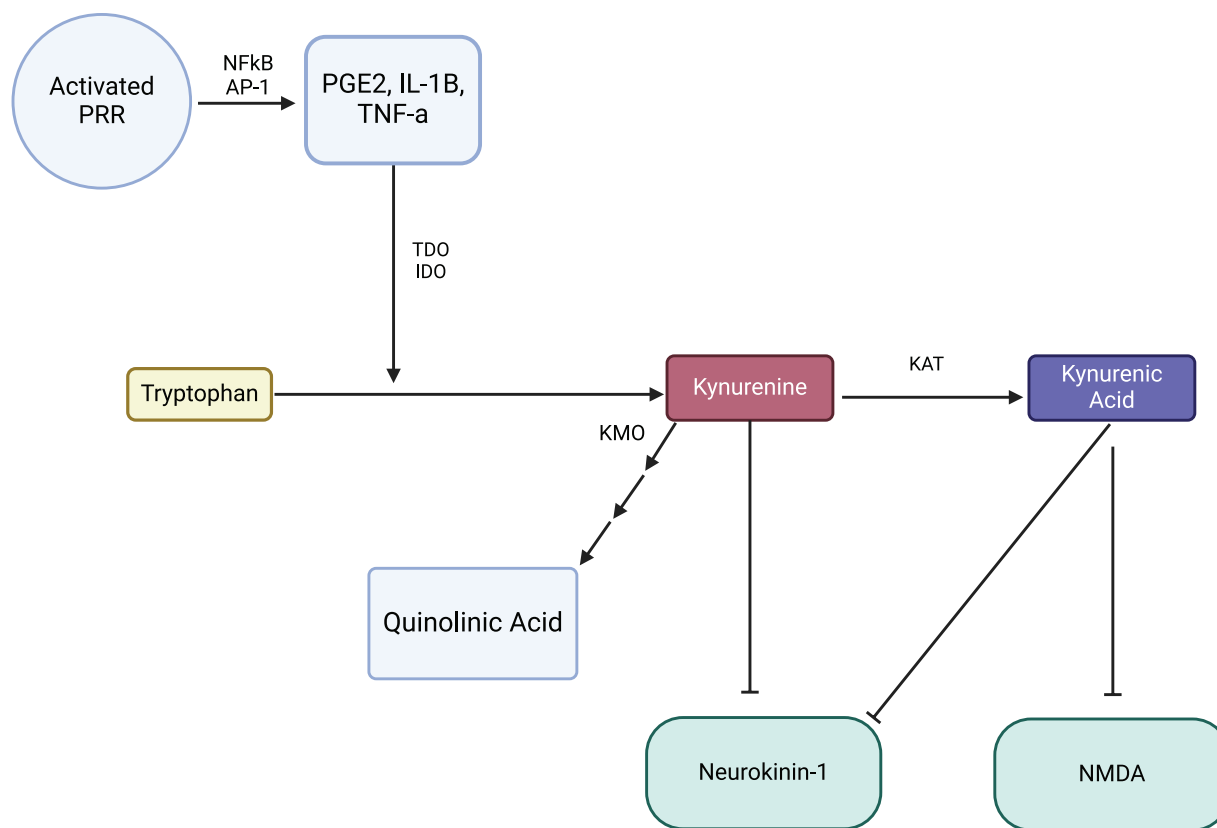 Activated
PRR
NFkB
AP-1
PGE2, IL-1B,
TNF-a
TDO
IDO
Tryptophan
Kynurenine
KAT
Kynurenic
Acid
KMO
Quinolinic Acid
Neurokinin-1
NMDA